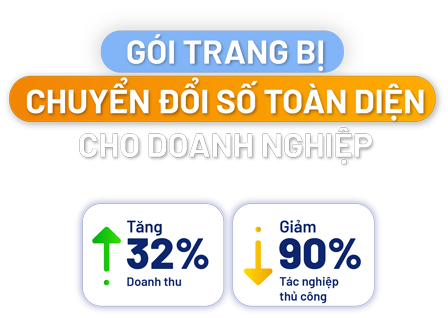 GÓI TRANG BỊ
CHUYỂN ĐỔI SỐ TOÀN DIỆN
CHO DOANH NGHIỆP
Tăng
32%
Doanh thu
Giảm
90%
Tác nghiệp
thủ công